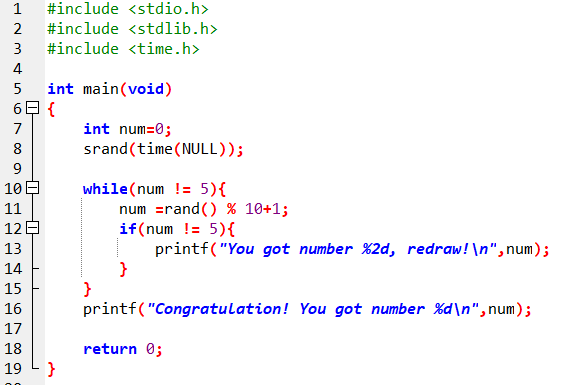 1 #include <stdio.h>
2 #include <stdlib.h>
3 #include <time.h>
4
5 int main(void)
6 {
7     int num=0;
8     srand(time(NULL));
9
10     while(num != 5){
11         num =rand() % 10+1;
12         if(num != 5){
13             printf("You got number %2d, redraw!\n",num);
14         }
15     }
16     printf("Congratulation! You got number %d\n",num);
17
18     return 0;
19 }